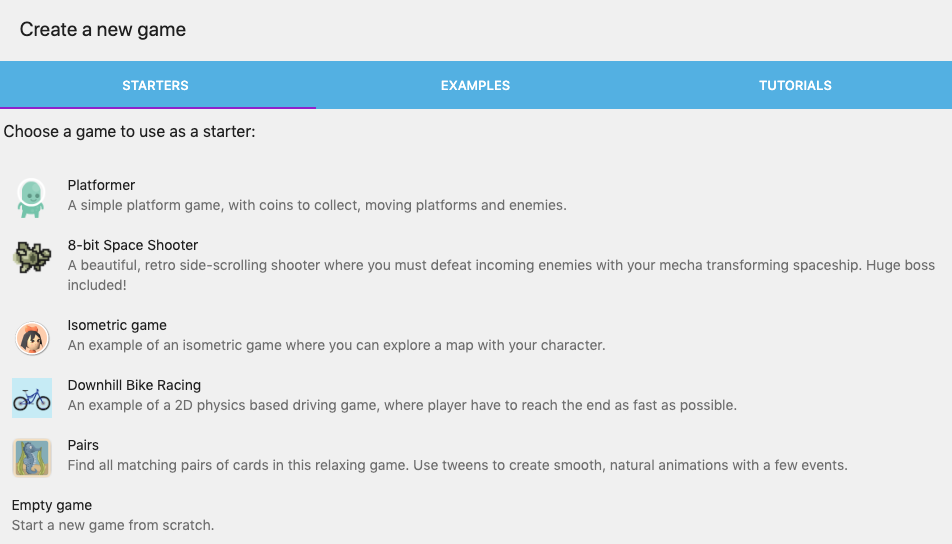 Create a new game
STARTERS
EXAMPLES
TUTORIALS
Choose a game to use as a starter:
Platformer
A simple platform game, with coins to collect, moving platforms and enemies.
8-bit Space Shooter
A beautiful, retro side-scrolling shooter where you must defeat incoming enemies with your mecha transforming spaceship. Huge boss
included!
Isometric game
An example of an isometric game where you can explore a map with your character.
Downhill Bike Racing
An example of a 2D physics based driving game, where player have to reach the end as fast as possible.
Pairs
Find all matching pairs of cards in this relaxing game. Use tweens to create smooth, natural animations with a few events.
Empty game
Start a new game from scratch.